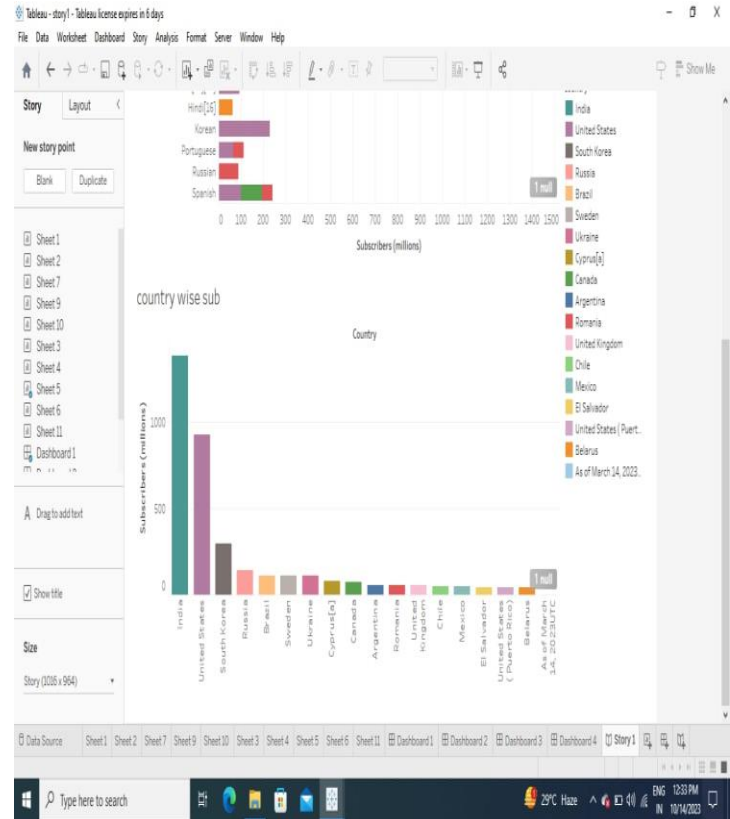 Tableau - story1 - Tableau license expires in 6 days
File Data Worksheet Dashboard Story Analysis Format Server Window Help
Show Me
Story Layout
New story point
Blank Duplicate
Sheet 1
Sheet 2
Sheet 7
Sheet 9
Sheet 10
Sheet 3
Sheet 4
Sheet 5
Sheet 6
Sheet 11
Dashboard 1
A Drag to add text
Show title
Size
Story (1016 x 964)
Hindi[16]
Korean
Portuguese
Russian
Spanish
1 null
0 100 200 300 400 500 600 700 800 900 1000 1100 1200 1300 1400 1500
Subscribers (millions)
country wise sub
Country
Subscribers (millions)
1000
500
0
1 null
India
United States
South Korea
Russia
Brazil
Sweden
Ukraine
Cyprus[a]
Canada
Argentina
Romania
United
Kingdom
Chile
Mexico
El Salvador
United States
( Puerto Rico)
Belarus
As of March
14, 2023UTC
India
United States
South Korea
Russia
Brazil
Sweden
Ukraine
Cyprus[a]
Canada
Argentina
Romania
United Kingdom
Chile
Mexico
El Salvador
United States ( Puert..
Belarus
As of March 14, 2023..
Data Source Sheet 1 Sheet 2 Sheet 7 Sheet 9 Sheet 10 Sheet 3 Sheet 4 Sheet 5 Sheet 6 Sheet 11 Dashboard 1 Dashboard 2 Dashboard 3 Dashboard 4 Story 1
Type here to search
29°C Haze
ENG 12:33 PM
IN 10/14/2023